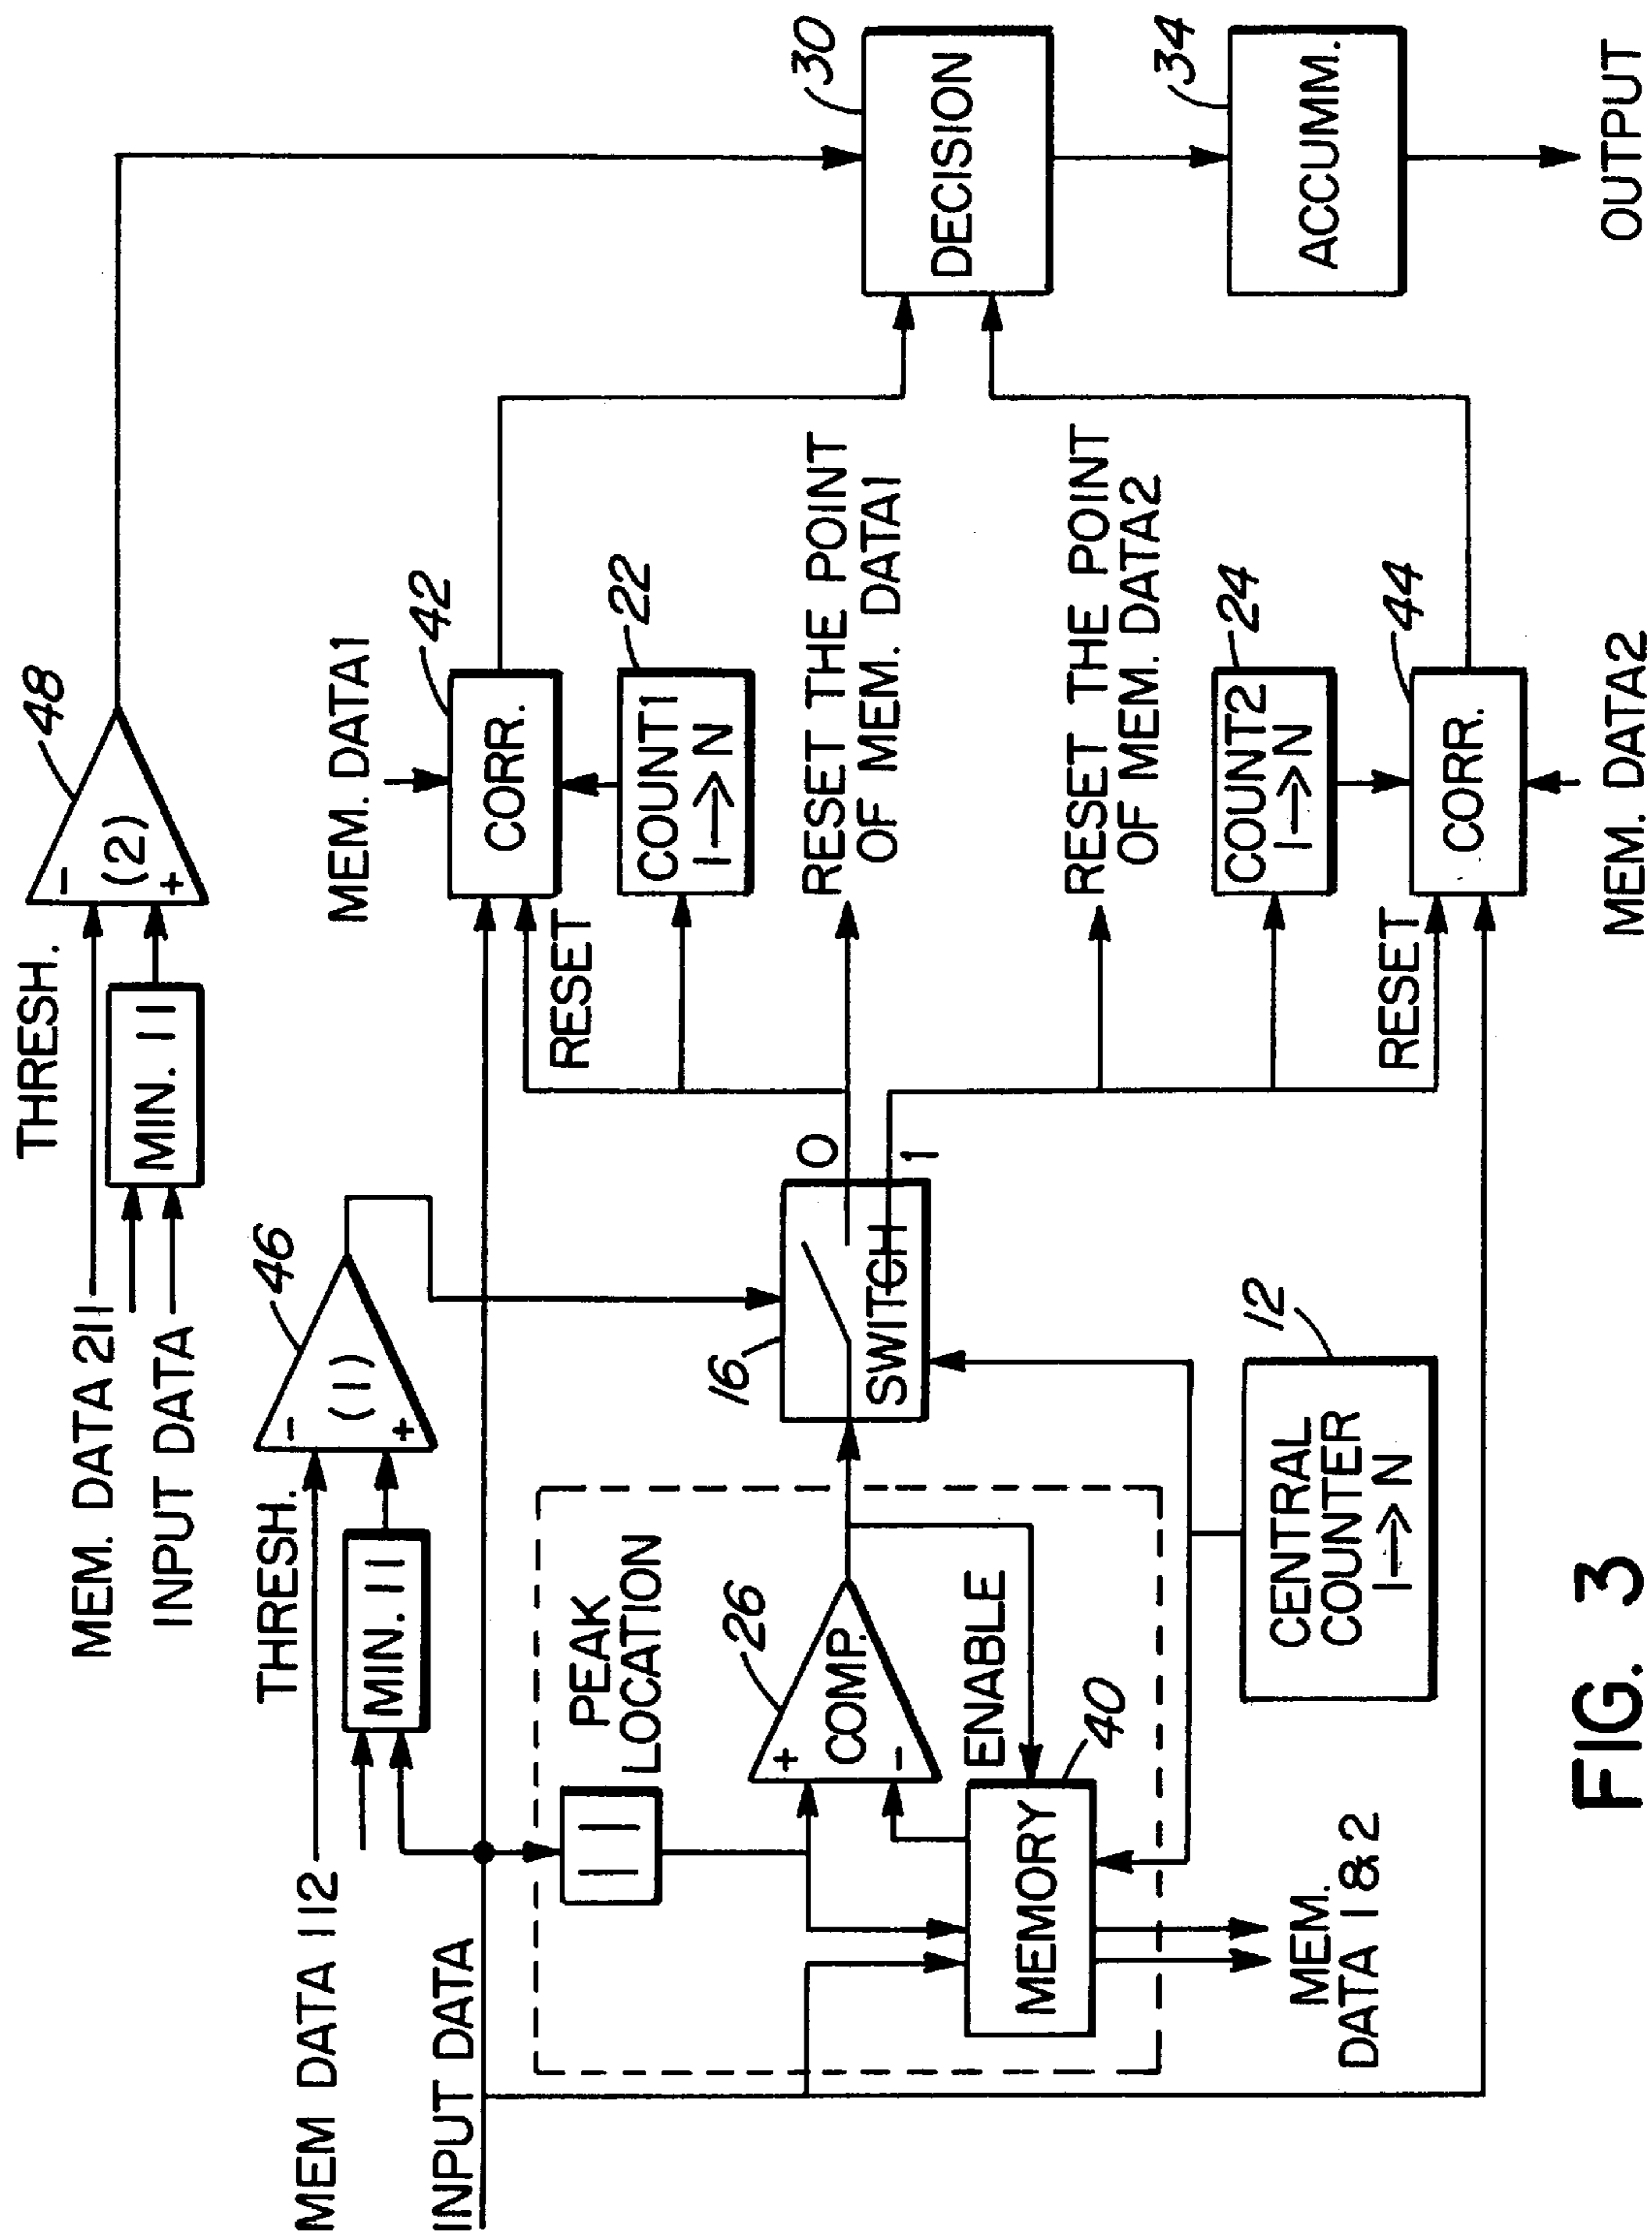 THRESH.
48
–
(2)
+
MEM. DATA 211
MIN. | |
INPUT DATA
THRESH.
46
–
(1)
+
MEM DATA 112
MIN. | |
INPUT DATA
MEM. DATA1
42
CORR.
RESET
22
COUNT1
1→N
30
DECISION
PEAK
LOCATION
| |
26
+
COMP.
–
ENABLE
40
MEMORY
16
SWITCH
0
1
RESET THE POINT
OF MEM. DATA1
RESET THE POINT
OF MEM. DATA2
34
ACCUMM.
OUTPUT
24
COUNT2
1→N
RESET
44
CORR.
MEM. DATA2
12
CENTRAL
COUNTER
1→N
MEM.
DATA 1 & 2
FIG. 3